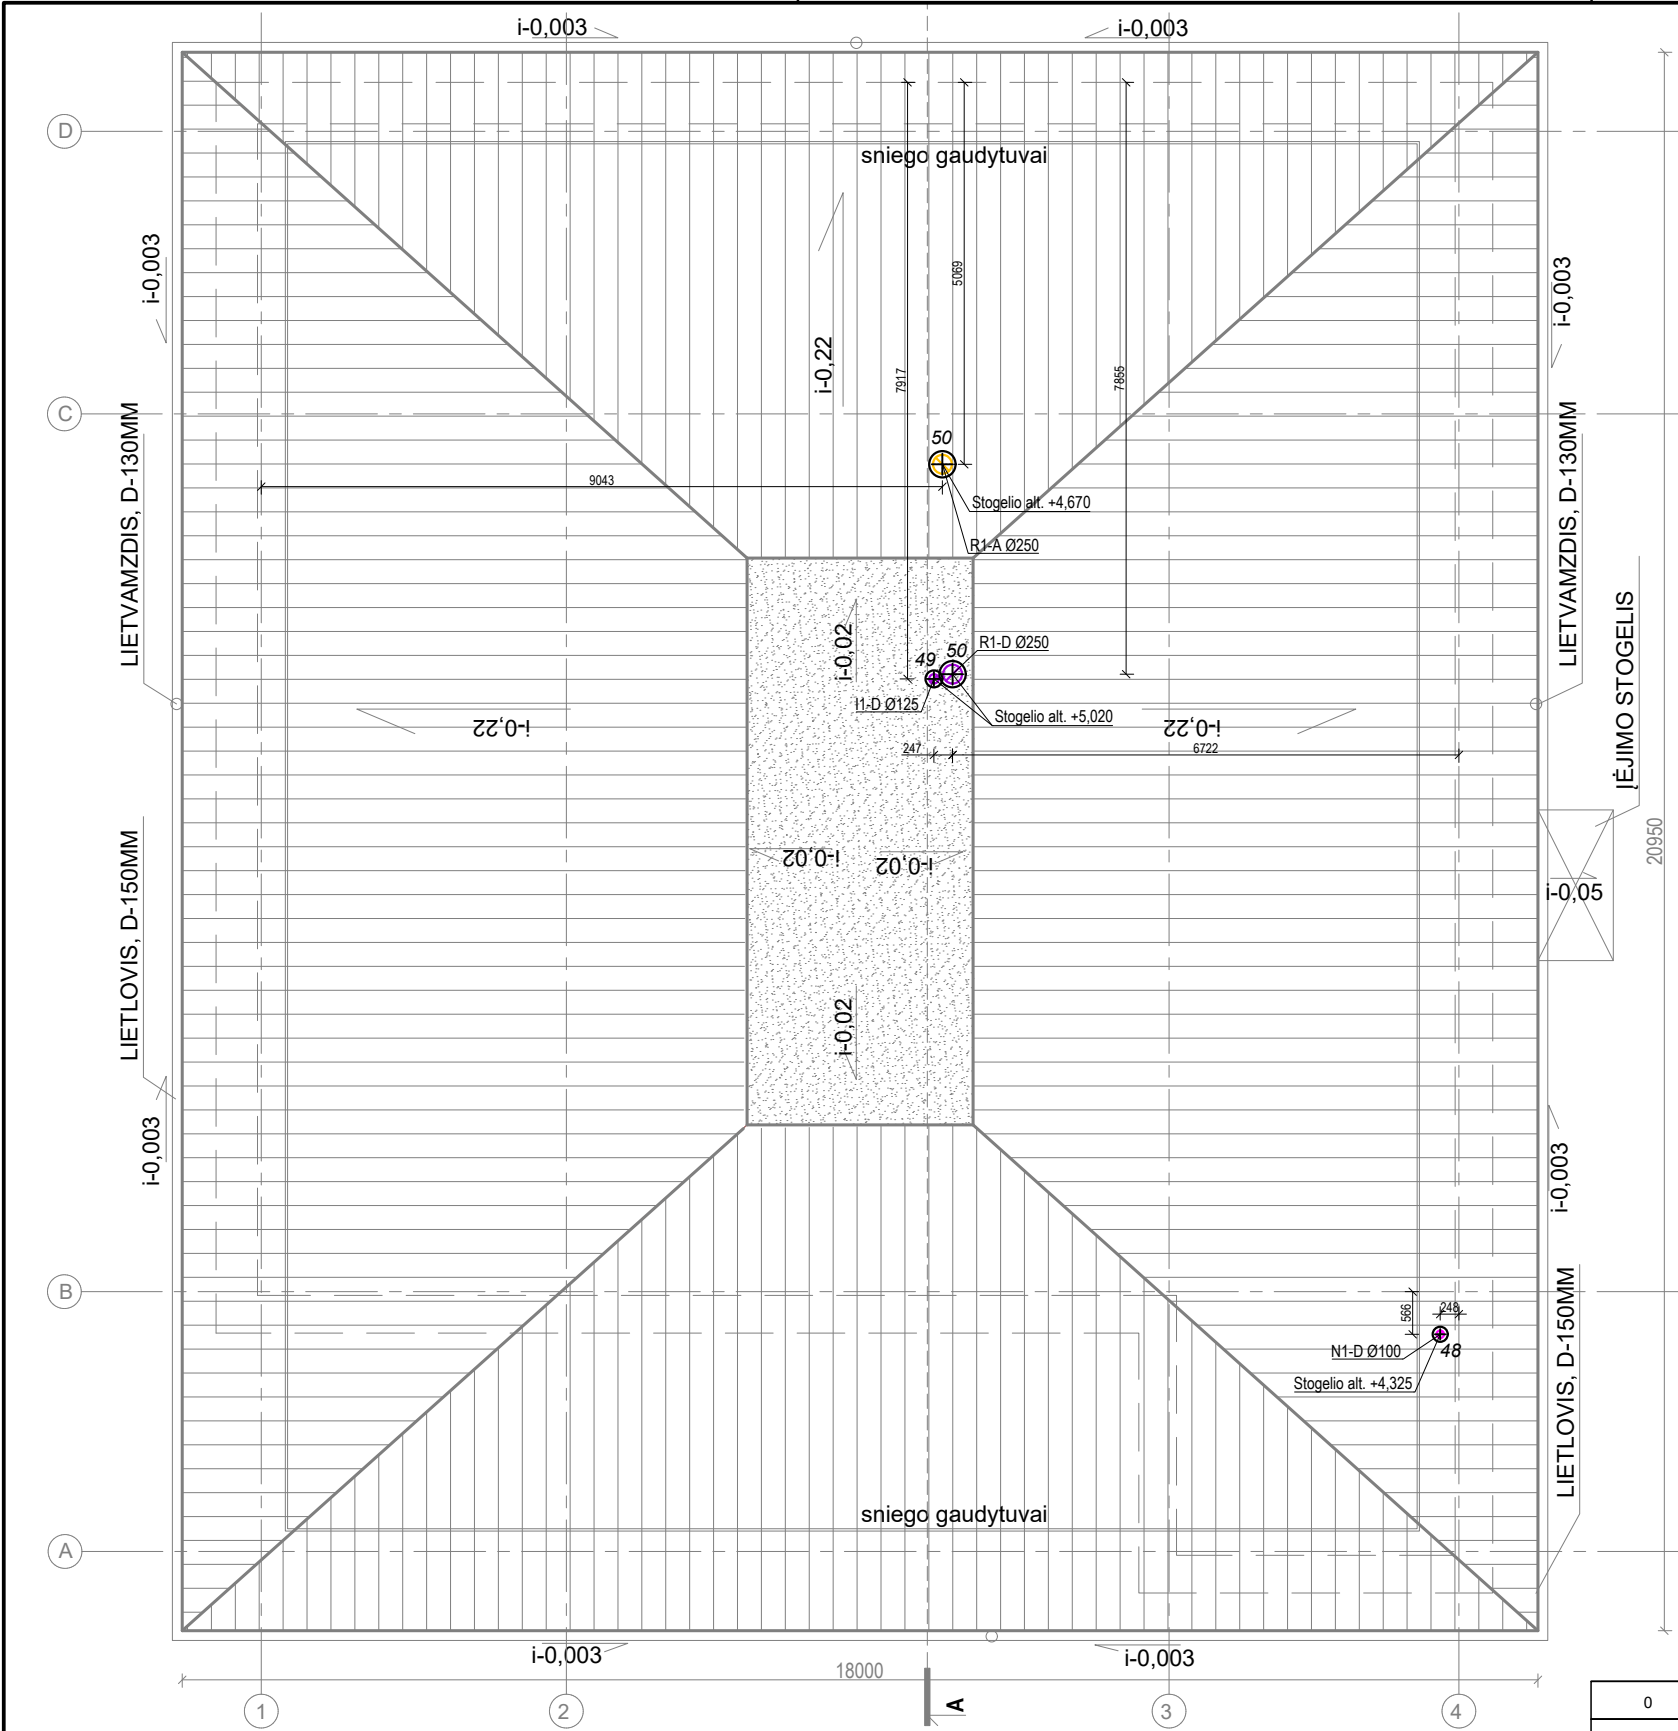 i-0,003
i-0,003
D
sniego gaudytuvai
i-0,003
i-0,003
5069
i-0,22
7917
7855
C
LIETVAMZDIS, D-130MM
LIETVAMZDIS, D-130MM
50
9043
Stogelio alt. +4,670
R1-A Ø250
i-0,02
R1-D Ø250
49
50
I1-D Ø125
Stogelio alt. +5,020
i-0,22
i-0,22
247
6722
ĮĖJIMO STOGELIS
20950
LIETLOVIS, D-150MM
i-0,02
i-0,02
i-0,05
i-0,02
i-0,003
i-0,003
B
566
248
N1-D Ø100
48
Stogelio alt. +4,325
LIETLOVIS, D-150MM
sniego gaudytuvai
A
i-0,003
i-0,003
18000
1
2
A
3
4
0